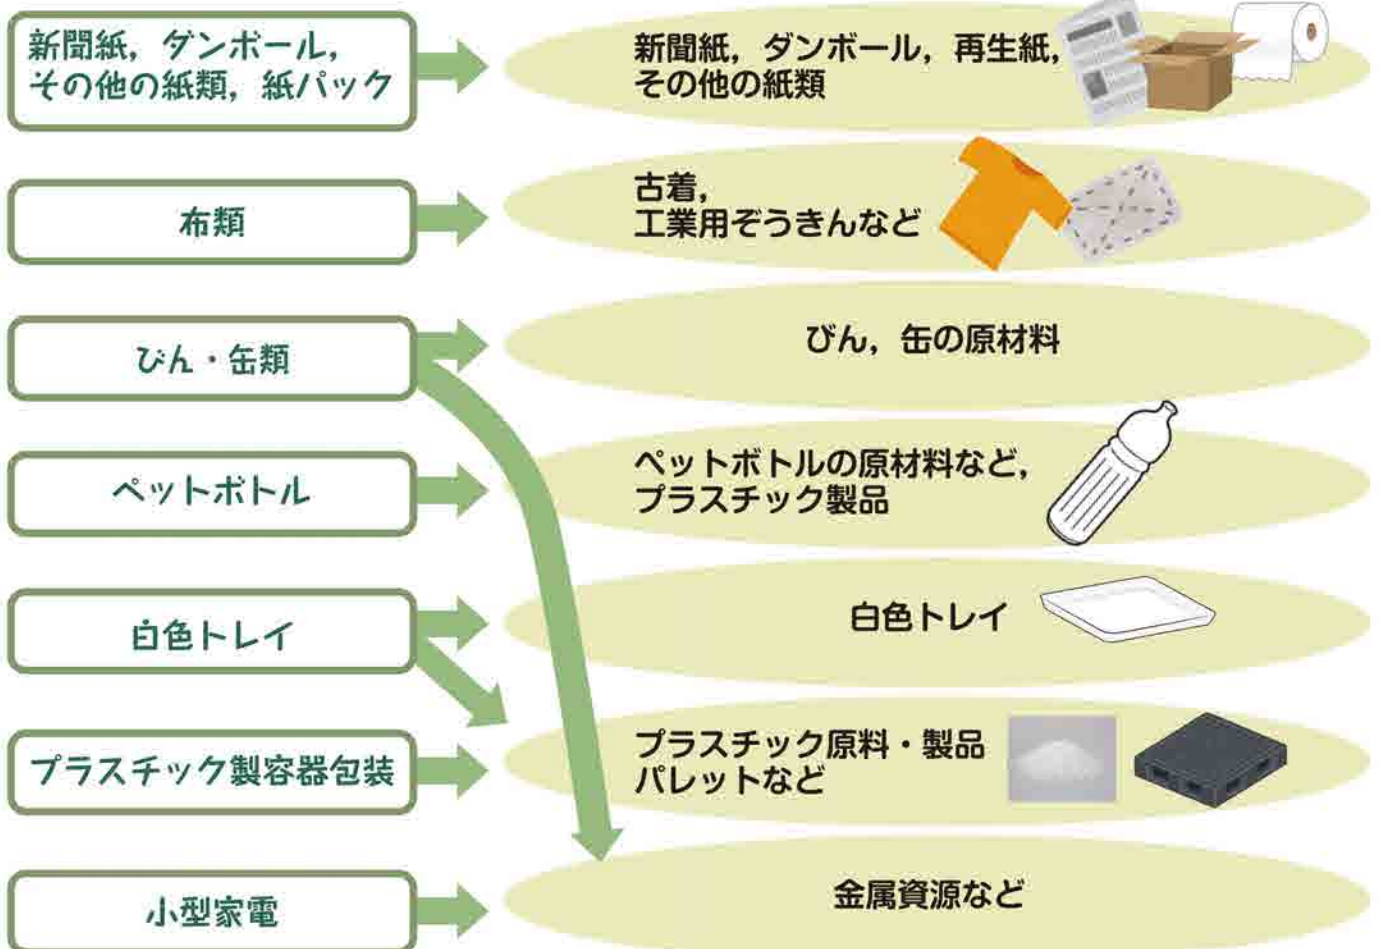 新聞紙，ダンボール，
その他の紙類，紙パック
新聞紙，ダンボール，再生紙，
その他の紙類
布類
古着，
工業用ぞうきんなど
びん・缶類
びん，缶の原材料
ペットボトル
ペットボトルの原材料など，
プラスチック製品
白色トレイ
白色トレイ
プラスチック製容器包装
プラスチック原料・製品
パレットなど
小型家電
金属資源など